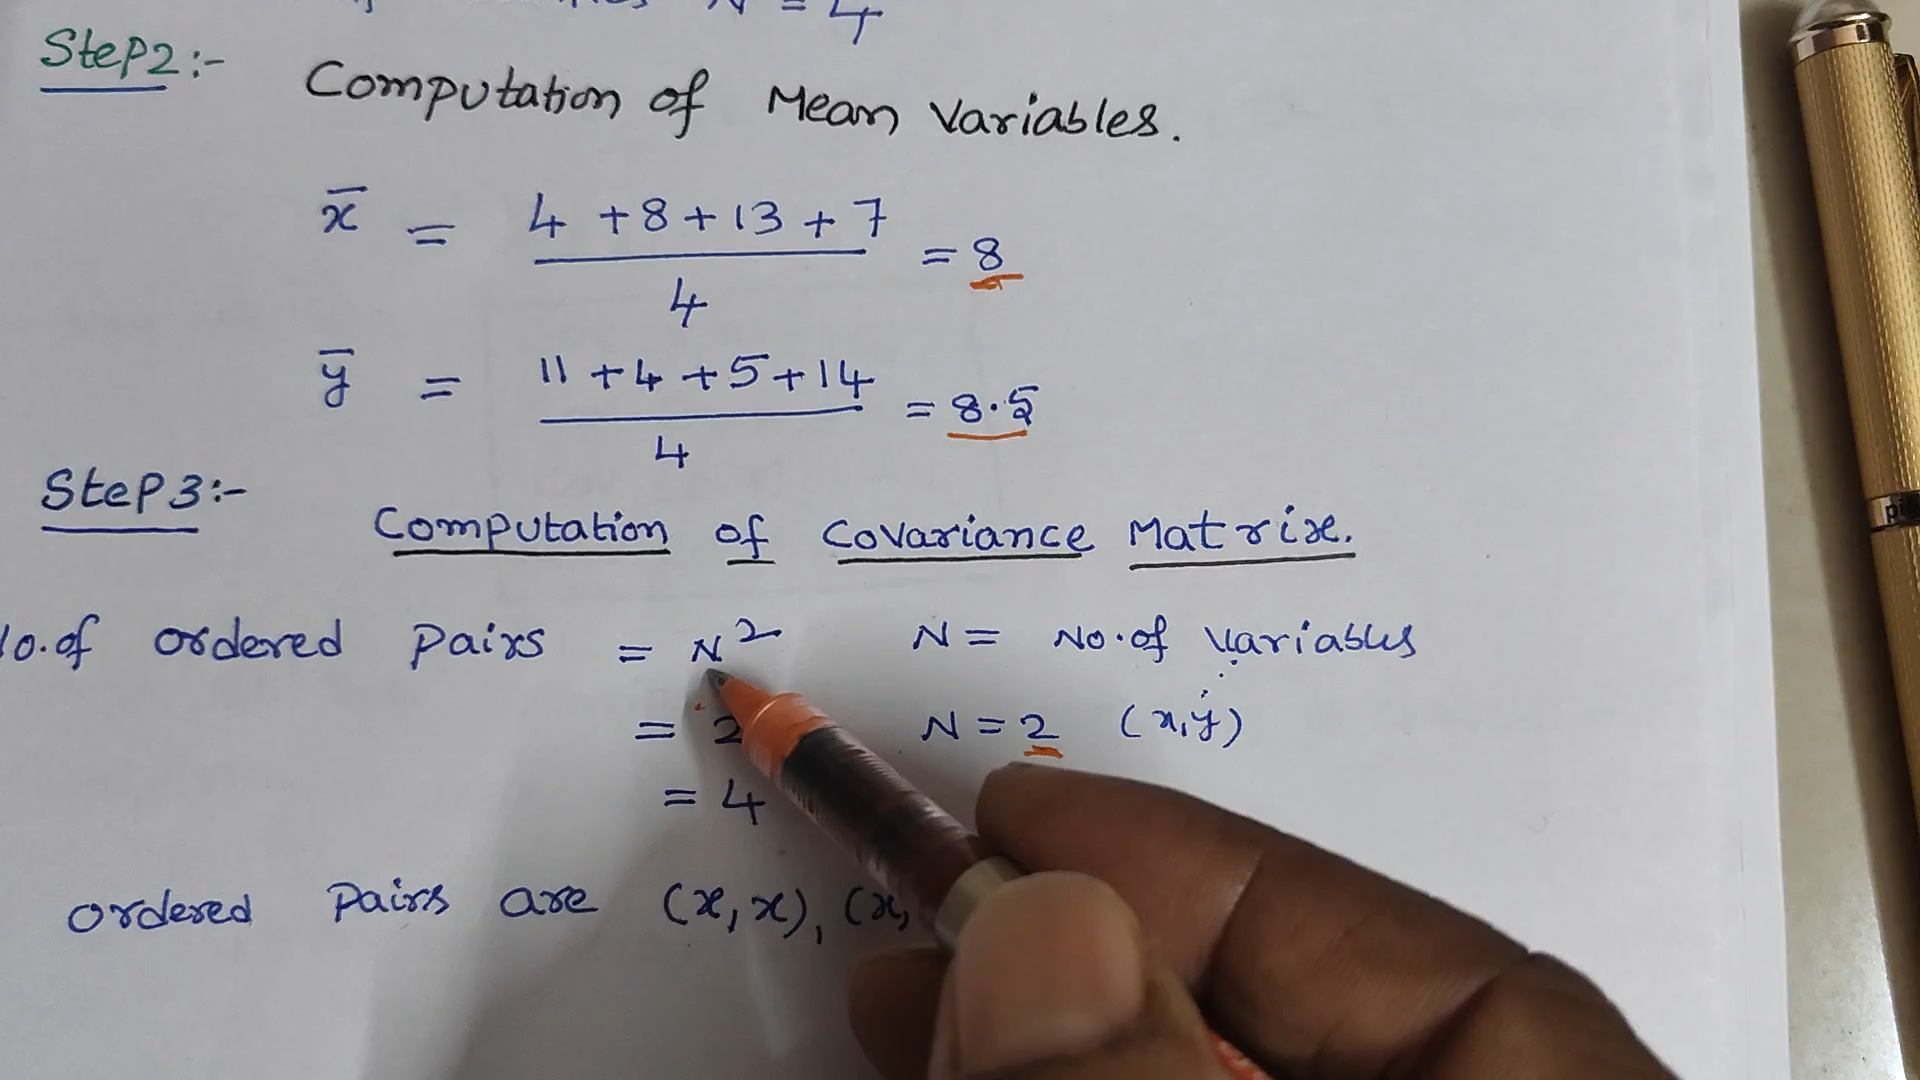 N = 4
Step2:-
Computation of Mean Variables.
x̄ = 4 + 8 + 13 + 7 / 4 = 8
ȳ = 11 + 4 + 5 + 14 / 4 = 8.5
Step3:-
Computation of Covariance Matrix.
No. of ordered Pairs = N² N = No. of variables
= 2 N = 2 (x, y)
= 4
ordered Pairs are (x, x), (x,